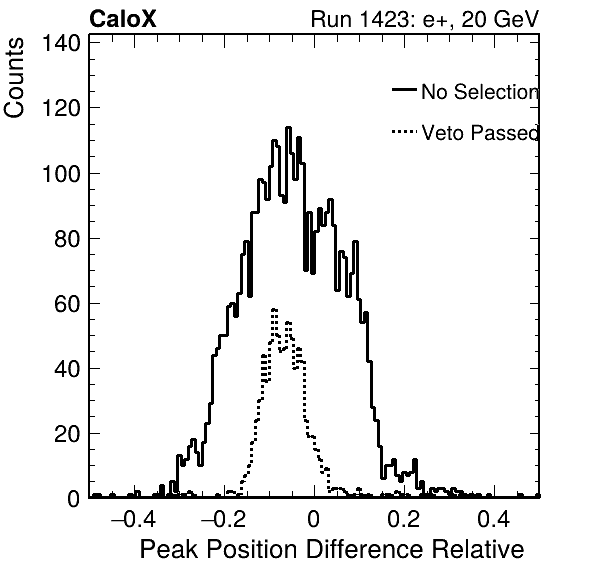 CaloX Run 1423: e+, 20 GeV
Counts
140
120
100
80
60
40
20
0
No Selection
Veto Passed
−0.4 −0.2 0 0.2 0.4
Peak Position Difference Relative